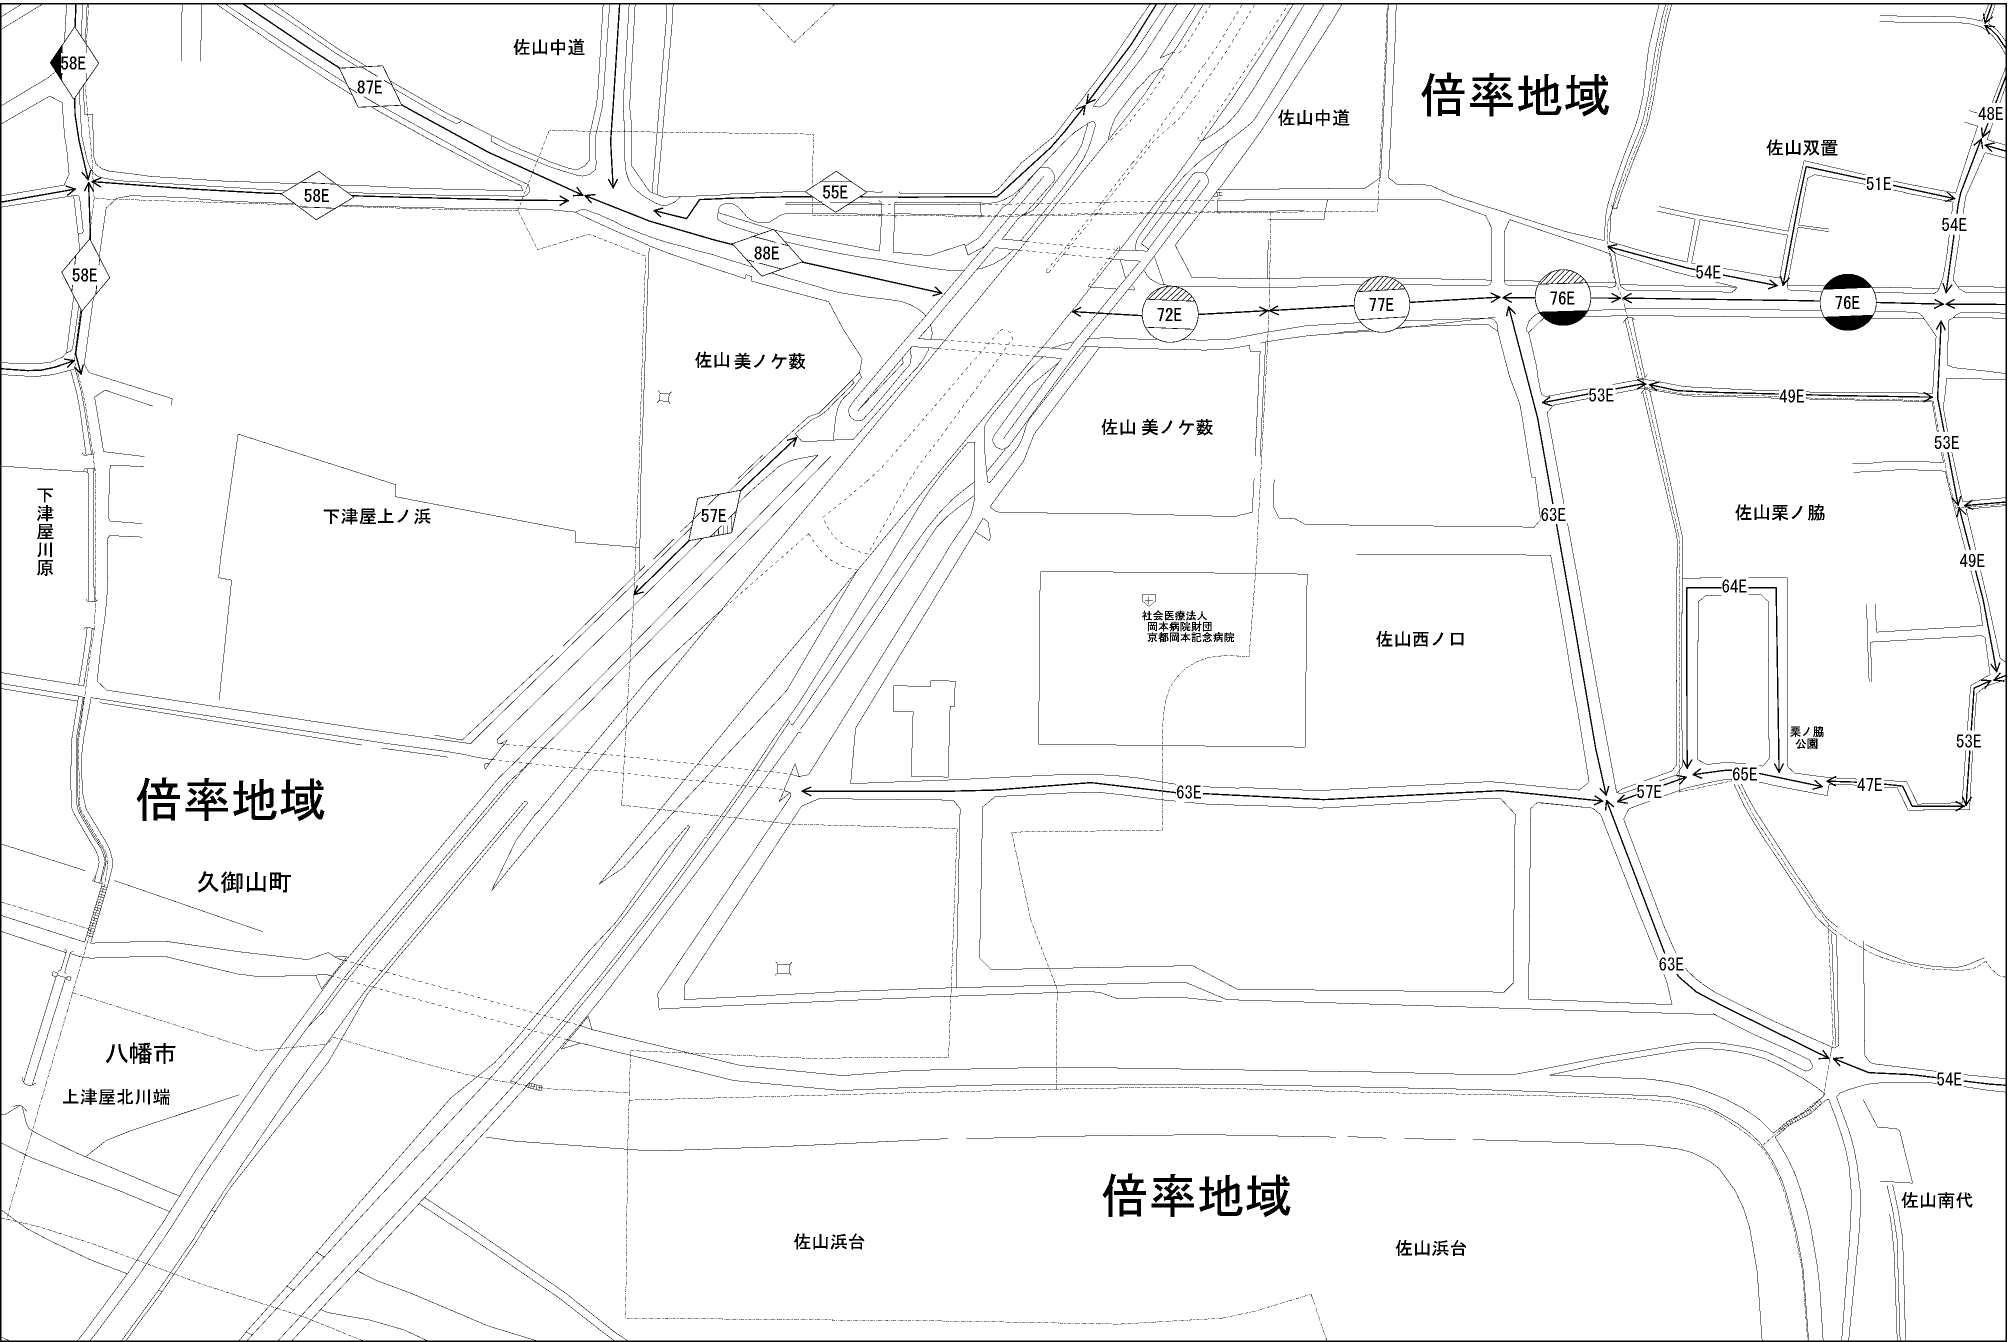 佐山中道
58E
87E
倍率地域
佐山中道
48E
佐山双置
51E
58E
55E
54E
88E
58E
54E
72E
77E
76E
76E
佐山 美ノケ薮
53E
49E
佐山 美ノケ薮
53E
下津屋川原
下津屋上ノ浜
57E
63E
佐山栗ノ脇
49E
64E
社会医療法人
岡本病院財団
京都岡本記念病院
佐山西ノ口
栗ノ脇
公園
53E
65E
47E
57E
63E
倍率地域
久御山町
63E
八幡市
上津屋北川端
54E
倍率地域
佐山南代
佐山浜台
佐山浜台